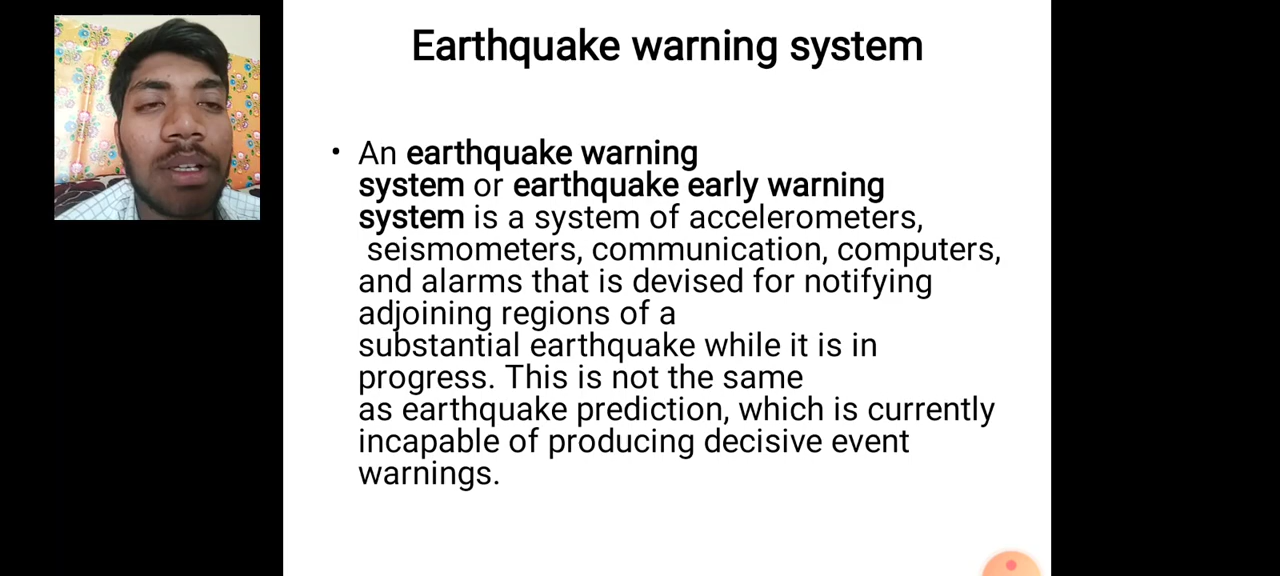 Earthquake warning system
• An earthquake warning
system or earthquake early warning
system is a system of accelerometers,
seismometers, communication, computers,
and alarms that is devised for notifying
adjoining regions of a
substantial earthquake while it is in
progress. This is not the same
as earthquake prediction, which is currently
incapable of producing decisive event
warnings.